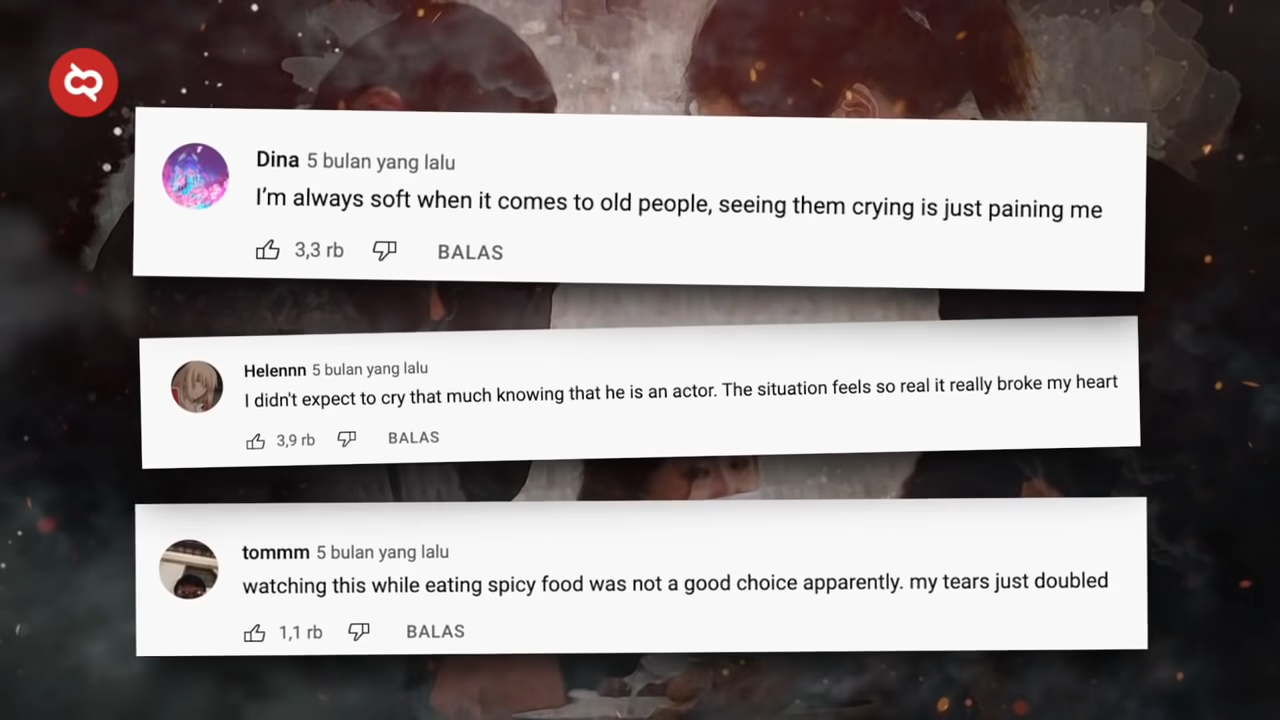 Dina 5 bulan yang lalu
I'm always soft when it comes to old people, seeing them crying is just paining me
3,3 rb BALAS
Helennn 5 bulan yang lalu
I didn't expect to cry that much knowing that he is an actor. The situation feels so real it really broke my heart
3,9 rb BALAS
tommm 5 bulan yang lalu
watching this while eating spicy food was not a good choice apparently. my tears just doubled
1,1 rb BALAS